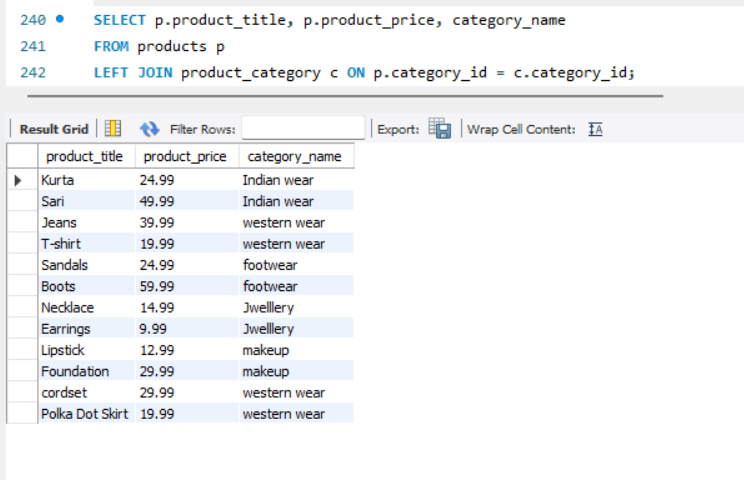 240 SELECT p.product_title, p.product_price, category_name
241 FROM products p
242 LEFT JOIN product_category c ON p.category_id = c.category_id;
Result Grid Filter Rows: Export: Wrap Cell Content: IA
product_title product_price category_name
Kurta 24.99 Indian wear
Sari 49.99 Indian wear
Jeans 39.99 western wear
T-shirt 19.99 western wear
Sandals 24.99 footwear
Boots 59.99 footwear
Necklace 14.99 Jwelllery
Earrings 9.99 Jwelllery
Lipstick 12.99 makeup
Foundation 29.99 makeup
cordset 29.99 western wear
Polka Dot Skirt 19.99 western wear